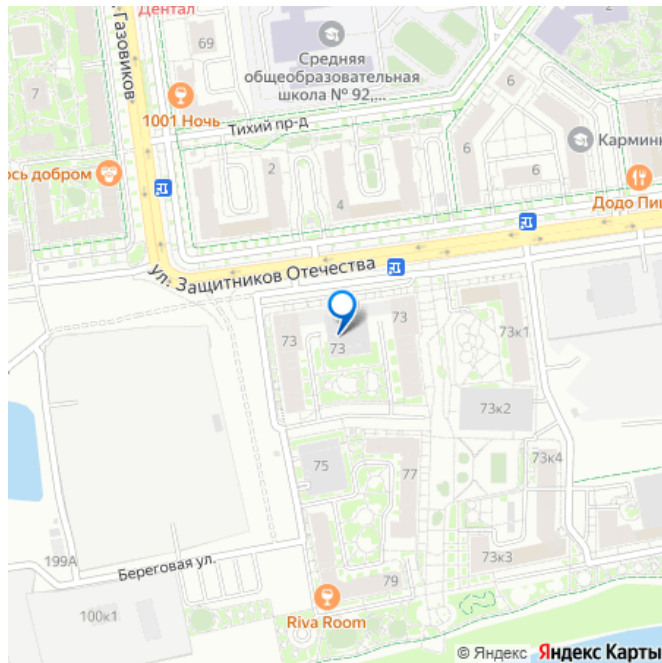 Дентал
69
Газовиков
Средняя
общеобразовательная
школа № 92,...
2
7
6
1001 Ночь
Тихий пр-д
6
Карминн
ось добром
2
6
4
Додо Пиц
ул. Защитников Отечества
73
73
73
73к1
73к2
75
77
73к4
199А
Береговая ул.
73к3
79
100к1
Riva Room
© Яндекс Яндекс Карты